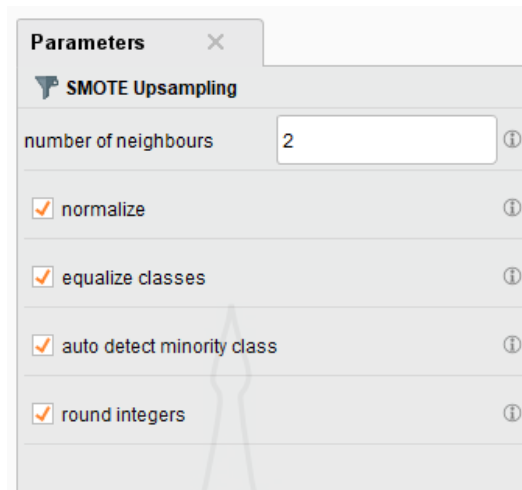 Parameters
SMOTE Upsampling
number of neighbours 2
normalize
equalize classes
auto detect minority class
round integers